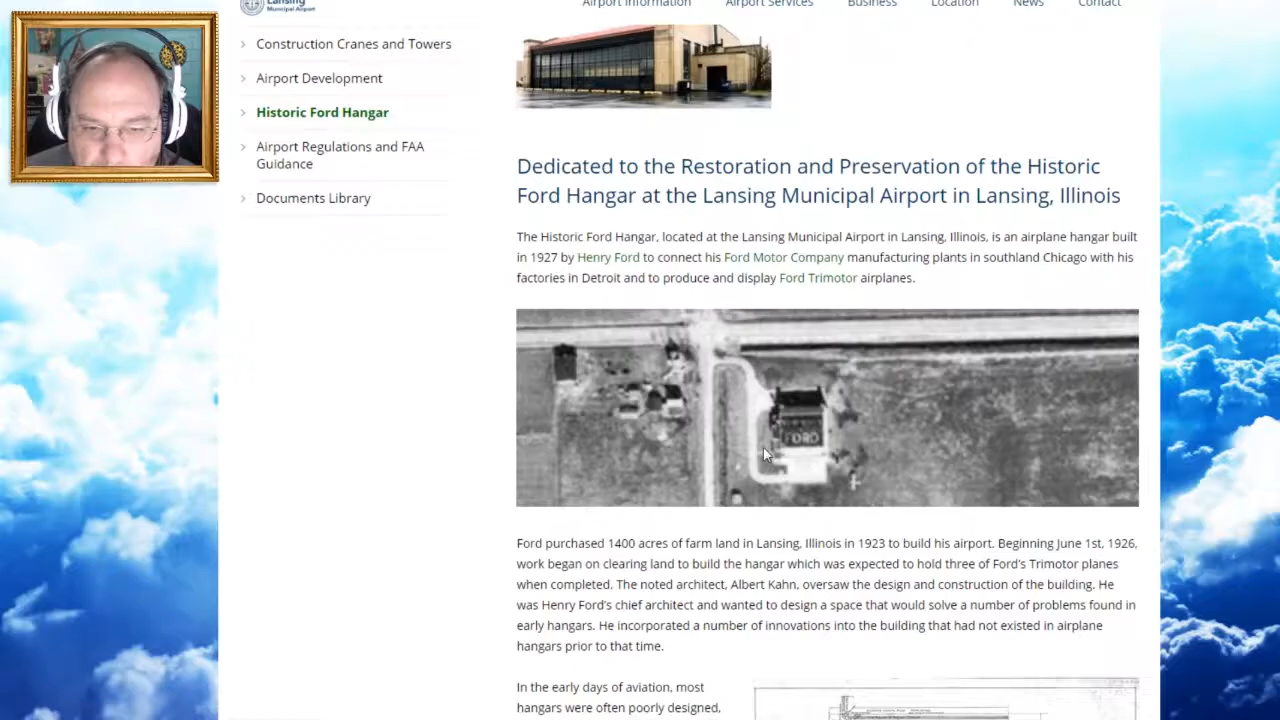 Lansing
Municipal Airport
Airport Information
Airport Services
Business
Location
News
Contact
Construction Cranes and Towers
Airport Development
Historic Ford Hangar
Airport Regulations and FAA
Guidance
Documents Library
Dedicated to the Restoration and Preservation of the Historic
Ford Hangar at the Lansing Municipal Airport in Lansing, Illinois
The Historic Ford Hangar, located at the Lansing Municipal Airport in Lansing, Illinois, is an airplane hangar built
in 1927 by Henry Ford to connect his Ford Motor Company manufacturing plants in southland Chicago with his
factories in Detroit and to produce and display Ford Trimotor airplanes.
FORD
Ford purchased 1400 acres of farm land in Lansing, Illinois in 1923 to build his airport. Beginning June 1st, 1926,
work began on clearing land to build the hangar which was expected to hold three of Ford's Trimotor planes
when completed. The noted architect, Albert Kahn, oversaw the design and construction of the building. He
was Henry Ford's chief architect and wanted to design a space that would solve a number of problems found in
early hangars. He incorporated a number of innovations into the building that had not existed in airplane
hangars prior to that time.
In the early days of aviation, most
hangars were often poorly designed,